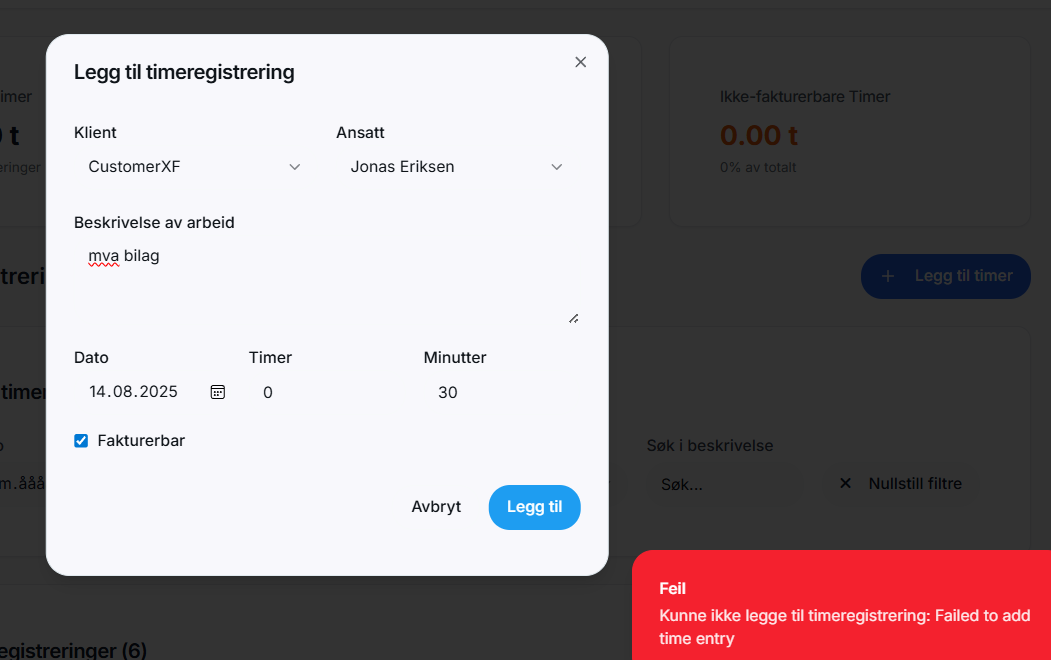 Legg til timeregistrering
Klient
Ansatt
CustomerXF
Jonas Eriksen
Beskrivelse av arbeid
mva bilag
Dato
Timer
Minutter
14.08.2025
0
30
Fakturerbar
Avbryt
Legg til
imer
Ikke-fakturerbare Timer
t
0.00 t
eringer
0% av totalt
treri
Legg til timer
timer
Søk i beskrivelse
m.ååå
Søk...
Nullstill filtre
Feil
Kunne ikke legge til timeregistrering: Failed to add
time entry
egistreringer (6)